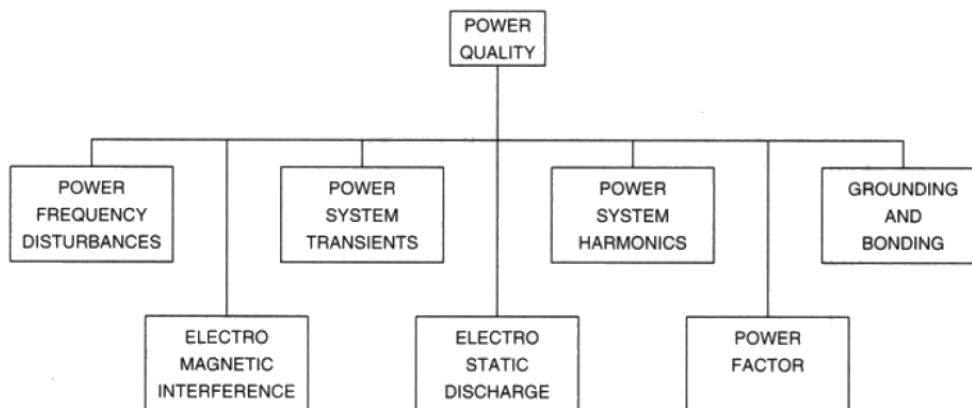 POWER
QUALITY
POWER
FREQUENCY
DISTURBANCES
POWER
SYSTEM
TRANSIENTS
POWER
SYSTEM
HARMONICS
GROUNDING
AND
BONDING
ELECTRO
MAGNETIC
INTERFERENCE
ELECTRO
STATIC
DISCHARGE
POWER
FACTOR